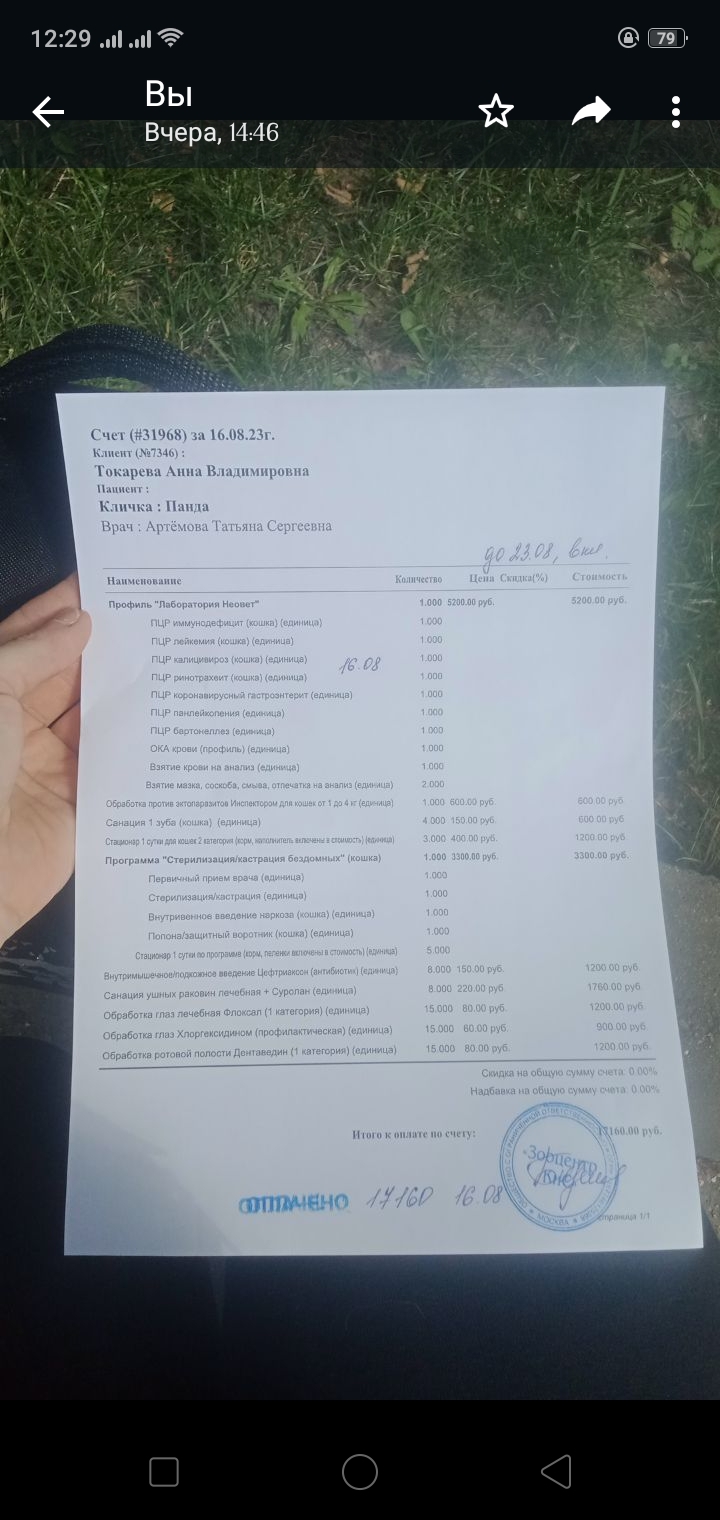 12:29
79
Вы
Вчера, 14:46
Счет (#31968) за 16.08.23г.
Клиент (№7346) :
Токарева Анна Владимировна
Пациент :
Кличка : Панда
Врач : Артёмова Татьяна Сергеевна
до 23.08, вкл.
Наименование Количество Цена Скидка(%) Стоимость
Профиль "Лаборатория Неовет" 1.000 5200.00 руб. 5200.00 руб.
ПЦР иммунодефицит (кошка) (единица) 1.000
ПЦР лейкемия (кошка) (единица) 1.000
ПЦР калицивироз (кошка) (единица) 1.000
16.08
ПЦР ринотрахеит (кошка) (единица) 1.000
ПЦР коронавирусный гастроэнтерит (единица) 1.000
ПЦР панлейкопения (единица) 1.000
ПЦР бартонеллез (единица) 1.000
ОКА крови (профиль) (единица) 1.000
Взятие крови на анализ (единица) 1.000
Взятие мазка, соскоба, смыва, отпечатка на анализ (единица) 2.000
Обработка против эктопаразитов Инспектором для кошек от 1 до 4 кг (единица) 1.000 600.00 руб. 600.00 руб.
Санация 1 зуба (кошка) (единица) 4.000 150.00 руб. 600.00 руб.
Стационар 1 сутки для кошек 2 категория (корм, наполнитель включены в стоимость) (единица) 3.000 400.00 руб. 1200.00 руб.
Программа "Стерилизация/кастрация бездомных" (кошка) 1.000 3300.00 руб. 3300.00 руб.
Первичный прием врача (единица) 1.000
Стерилизация/кастрация (единица) 1.000
Внутривенное введение наркоза (кошка) (единица) 1.000
Попона/защитный воротник (кошка) (единица) 1.000
Стационар 1 сутки по программе (корм, пеленки включены в стоимость) (единица) 5.000
Внутримышечное/подкожное введение Цефтриаксон (антибиотик) (единица) 8.000 150.00 руб. 1200.00 руб.
Санация ушных раковин лечебная + Суролан (единица) 8.000 220.00 руб. 1760.00 руб.
Обработка глаз лечебная Флоксал (1 категория) (единица) 15.000 80.00 руб. 1200.00 руб.
Обработка глаз Хлоргексидином (профилактическая) (единица) 15.000 60.00 руб. 900.00 руб.
Обработка ротовой полости Дентаведин (1 категория) (единица) 15.000 80.00 руб. 1200.00 руб.
Скидка на общую сумму счета: 0.00%
Надбавка на общую сумму счета: 0.00%
Итого к оплате по счету: 17160.00 руб.
Зооцентр
ОПЛАЧЕНО 17160 16.08
МОСКВА
страница 1/1